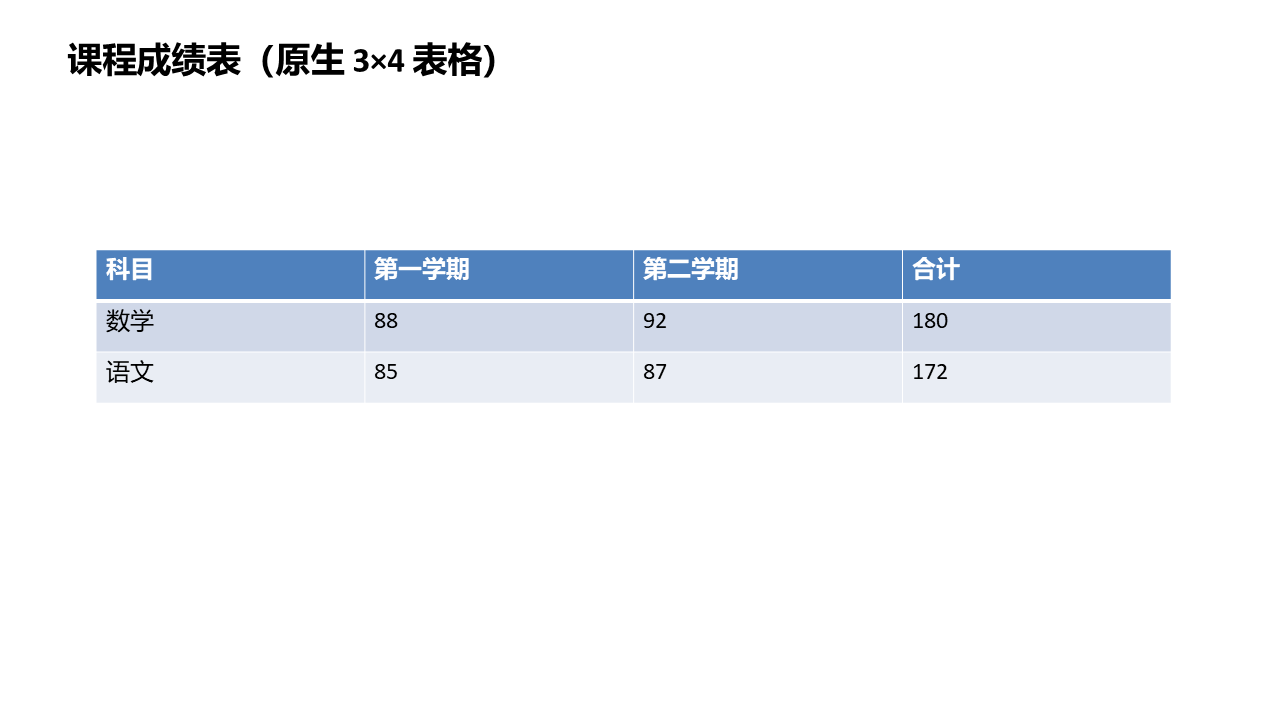 课程成绩表（原生 3×4 表格）
科目 第一学期 第二学期 合计
数学 88 92 180
语文 85 87 172